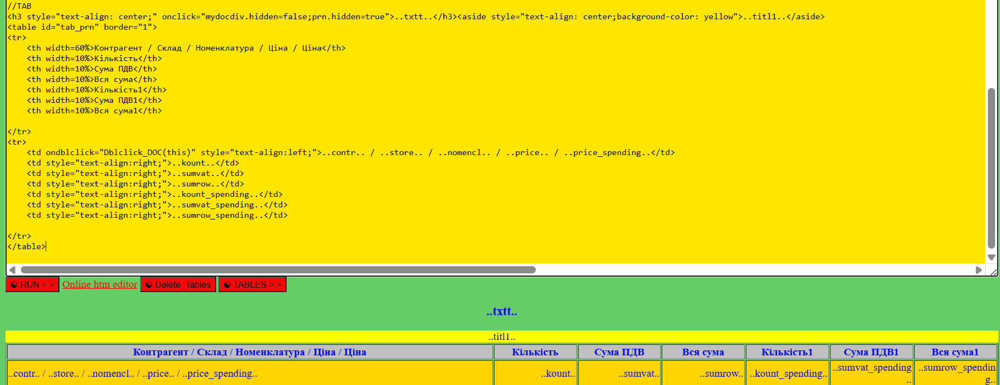 //TAB
<h3 style="text-align: center;" onclick="mydocdiv.hidden=false;prn.hidden=true">..txtt..</h3><aside style="text-align: center;background-color: yellow">..titl1..</aside>
<table id="tab_prn" border="1">
<tr>
    <th width=60%>Контрагент / Склад / Номенклатура / Ціна / Ціна</th>
    <th width=10%>Кількість</th>
    <th width=10%>Сума ПДВ</th>
    <th width=10%>Вся сума</th>
    <th width=10%>Кількість1</th>
    <th width=10%>Сума ПДВ1</th>
    <th width=10%>Вся сума1</th>
</tr>
<tr>
    <td ondblclick="Dblclick_DOC(this)" style="text-align:left;">..contr.. / ..store.. / ..nomencl.. / ..price.. / ..price_spending..</td>
    <td style="text-align:right;">..kount..</td>
    <td style="text-align:right;">..sumvat..</td>
    <td style="text-align:right;">..sumrow..</td>
    <td style="text-align:right;">..kount_spending..</td>
    <td style="text-align:right;">..sumvat_spending..</td>
    <td style="text-align:right;">..sumrow_spending..</td>
</tr>
</table>
☯ RUN > > Online htm editor ☯ Delete_Tables ☯ TABLES > >
..txtt..
..titl1..
Контрагент / Склад / Номенклатура / Ціна / Ціна Кількість Сума ПДВ Вся сума Кількість1 Сума ПДВ1 Вся сума1
..contr.. / ..store.. / ..nomencl.. / ..price.. / ..price_spending.. ..kount.. ..sumvat.. ..sumrow.. ..kount_spending.. ..sumvat_spending.. ..sumrow_spending..